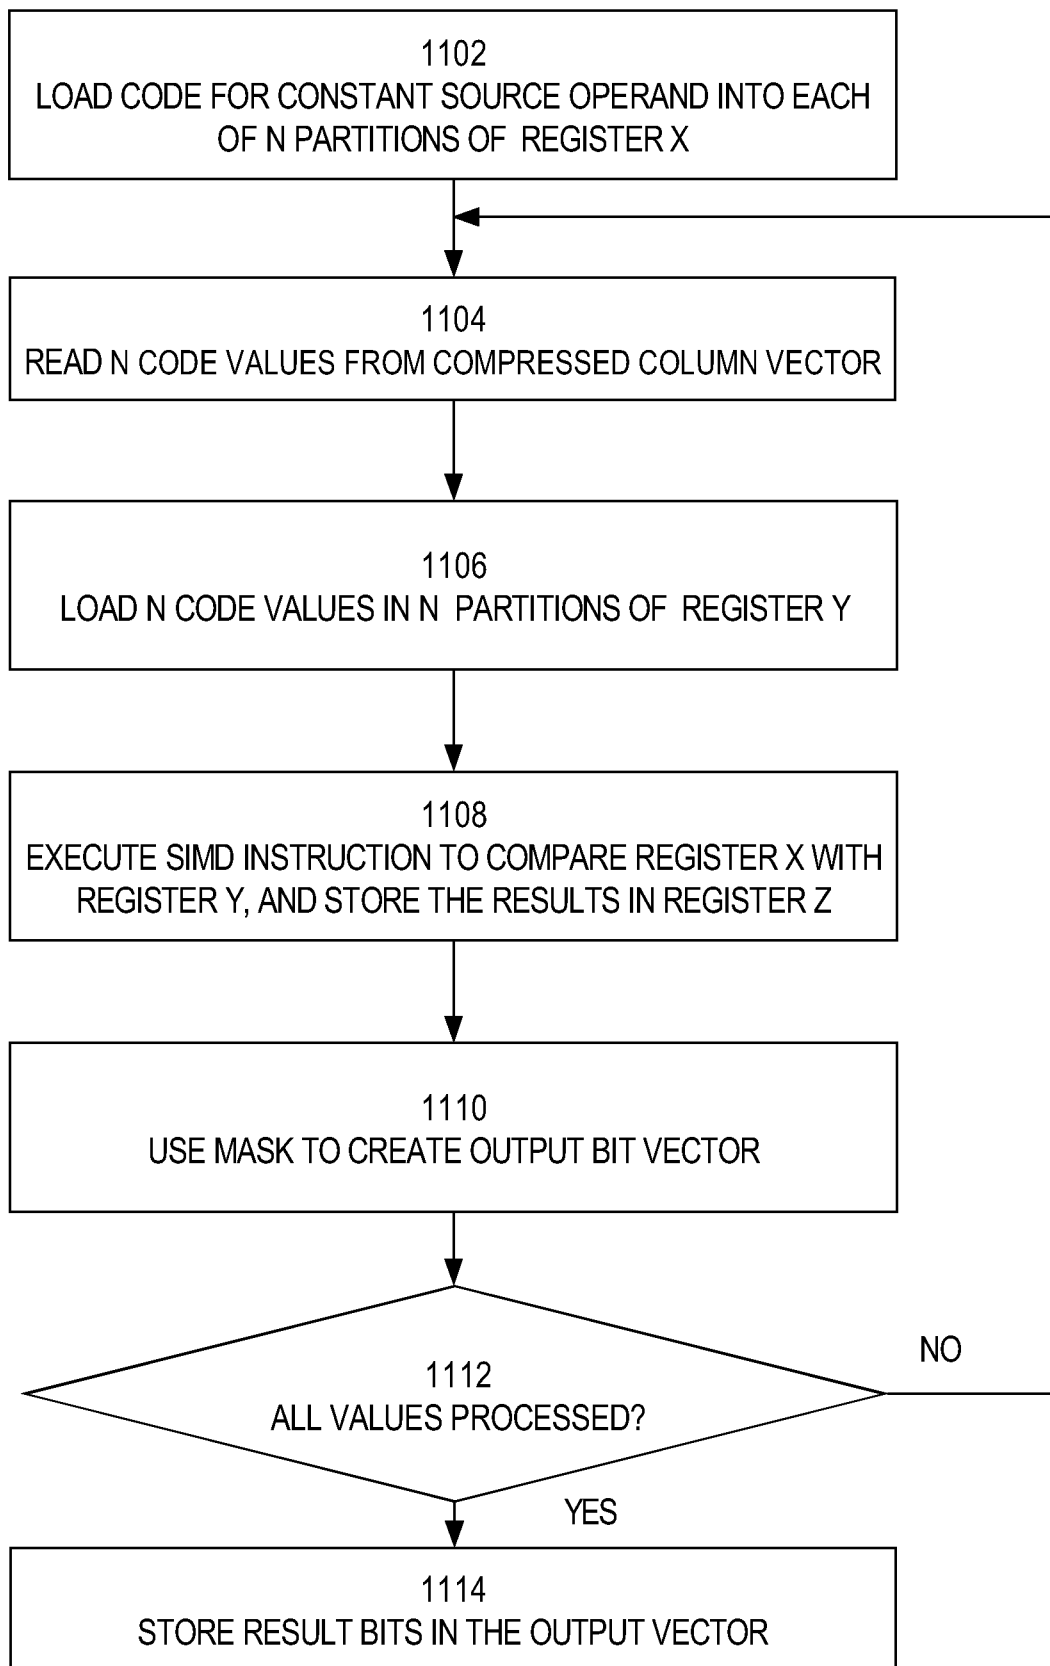 1102
LOAD CODE FOR CONSTANT SOURCE OPERAND INTO EACH
OF N PARTITIONS OF REGISTER X
1104
READ N CODE VALUES FROM COMPRESSED COLUMN VECTOR
1106
LOAD N CODE VALUES IN N PARTITIONS OF REGISTER Y
1108
EXECUTE SIMD INSTRUCTION TO COMPARE REGISTER X WITH
REGISTER Y, AND STORE THE RESULTS IN REGISTER Z
1110
USE MASK TO CREATE OUTPUT BIT VECTOR
NO
1112
ALL VALUES PROCESSED?
YES
1114
STORE RESULT BITS IN THE OUTPUT VECTOR